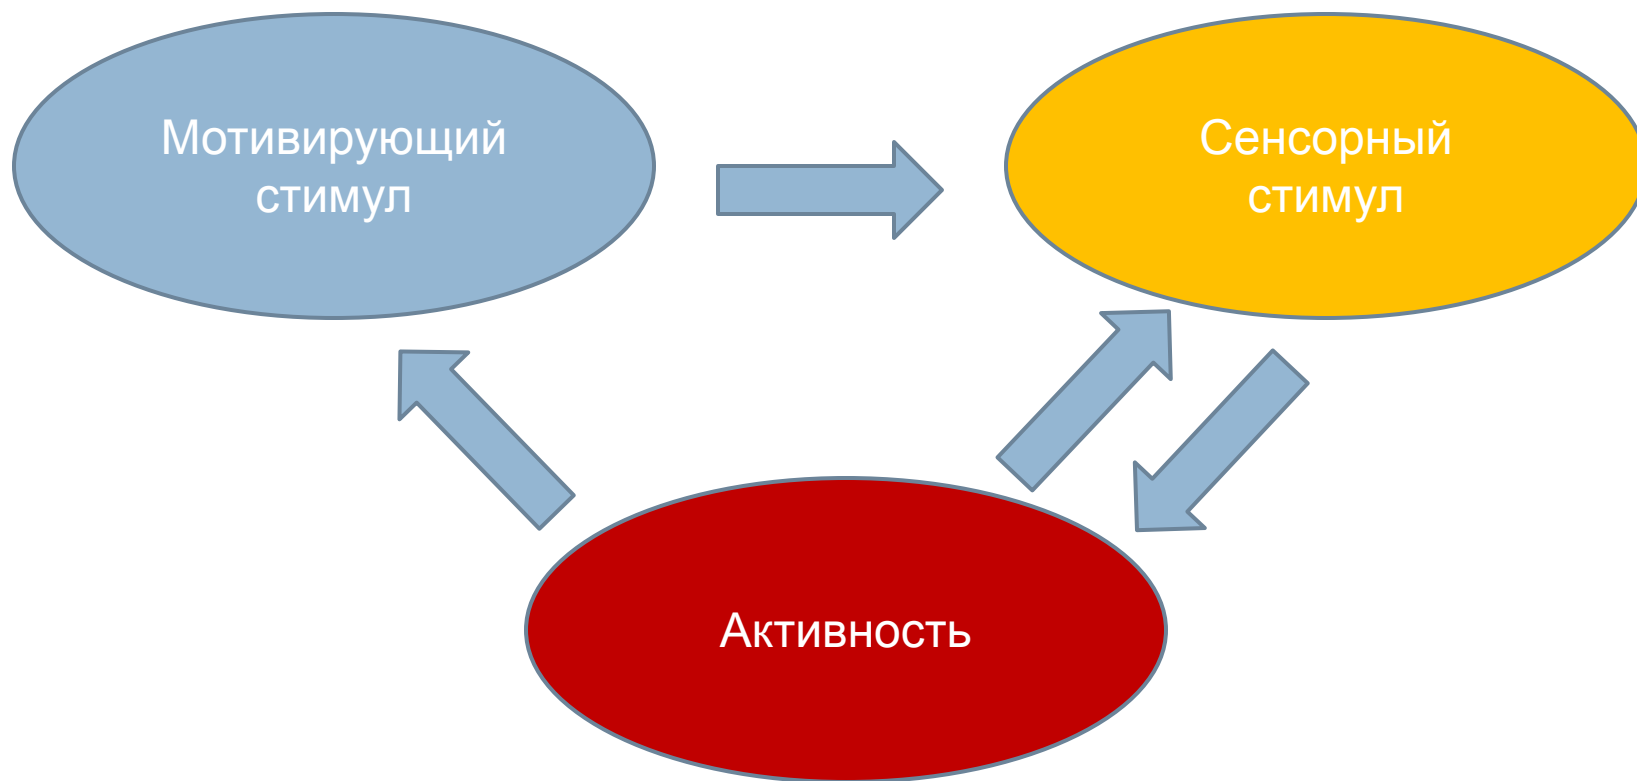 Мотивирующий
стимул
Сенсорный
стимул
Активность